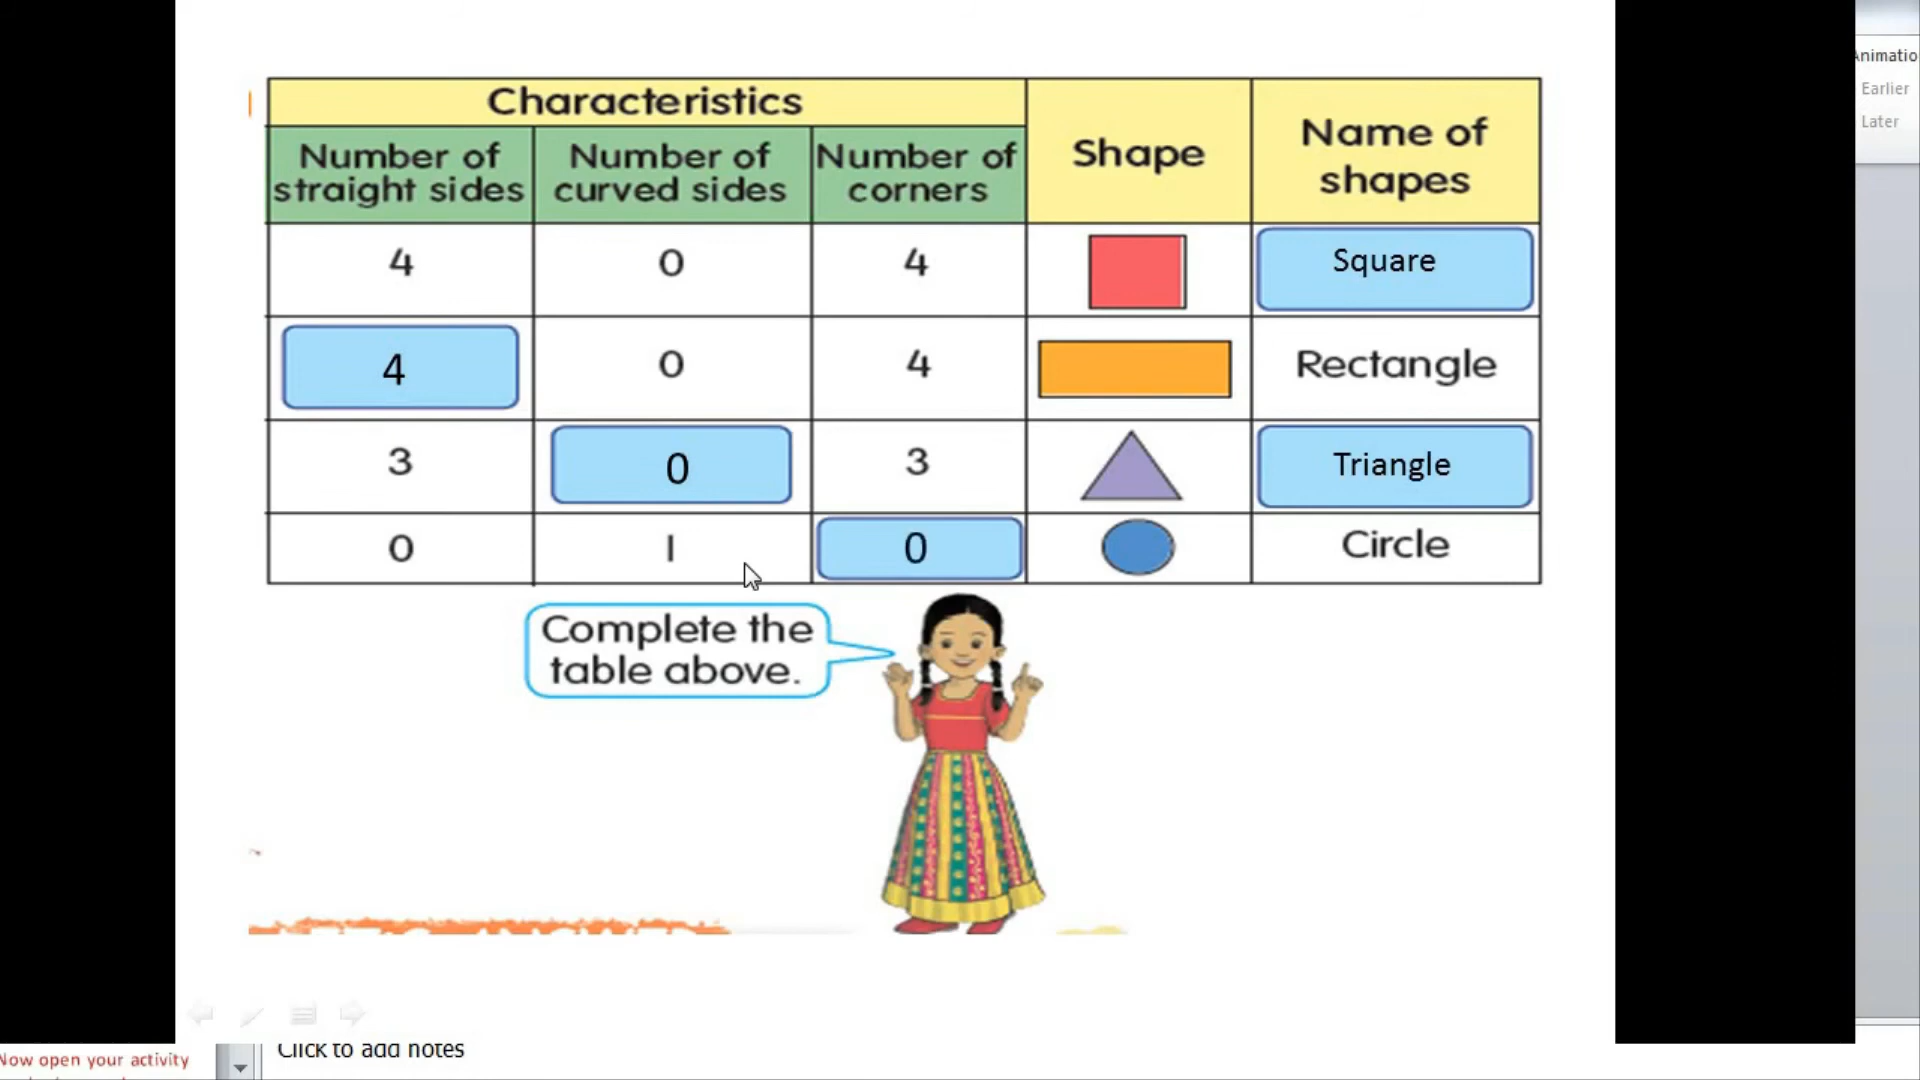 Characteristics
Shape
Name of
shapes
Number of
straight sides
Number of
curved sides
Number of
corners
4 0 4 Square
4 0 4 Rectangle
3 0 3 Triangle
0 1 0 Circle
Complete the
table above.
Animatio
Earlier
Later
Now open your activity
Click to add notes